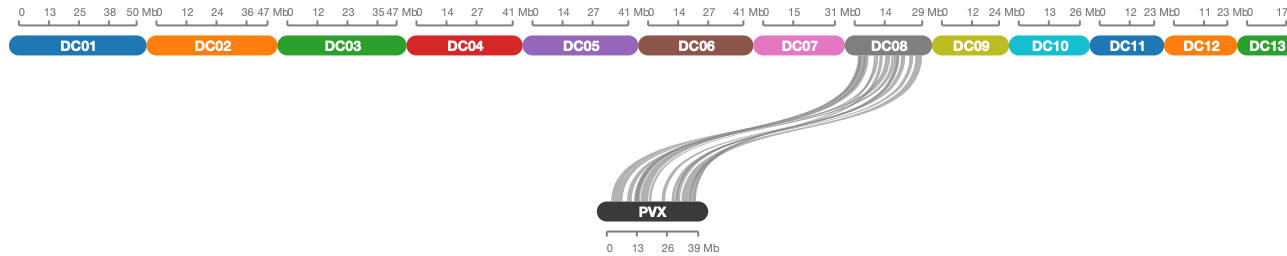 0 13 25 38 50 Mb 0 12 24 36 47 Mb 0 12 23 35 47 Mb 0 14 27 41 Mb 0 14 27 41 Mb 0 14 27 41 Mb 0 15 31 Mb 0 14 29 Mb 0 12 24 Mb 0 13 26 Mb 0 12 23 Mb 0 11 23 Mb 0 17
DC01 DC02 DC03 DC04 DC05 DC06 DC07 DC08 DC09 DC10 DC11 DC12 DC13
PVX
0 13 26 39 Mb